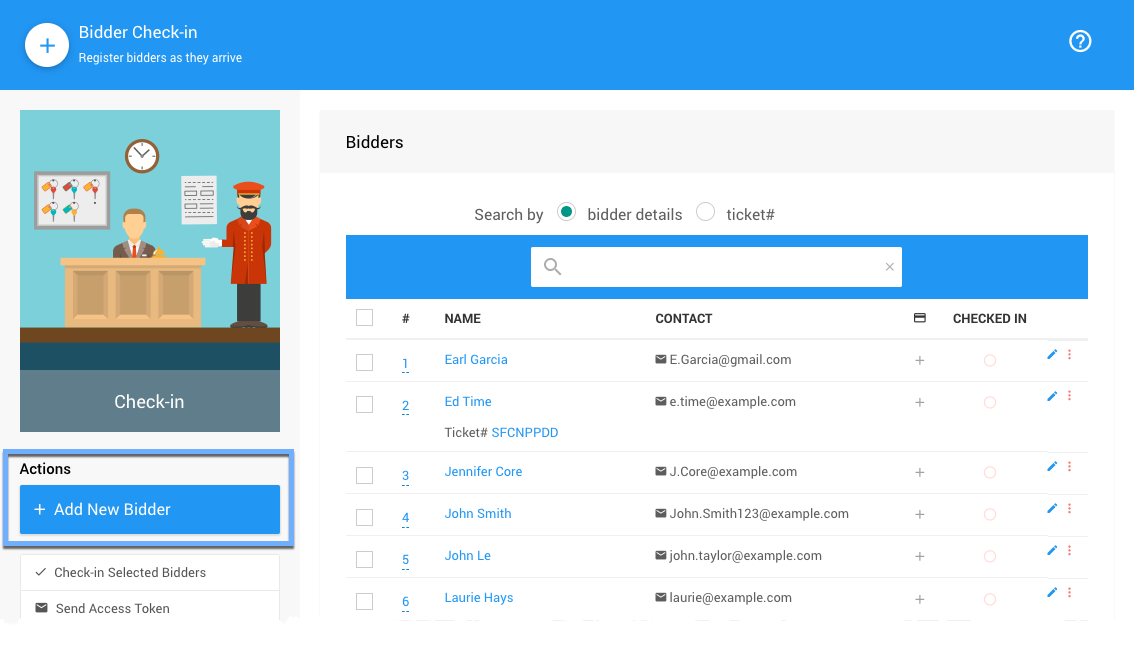 Bidder Check-in
Register bidders as they arrive
Check-in
Actions
+ Add New Bidder
Check-in Selected Bidders
Send Access Token
Bidders
Search by bidder details ticket#
# NAME CONTACT CHECKED IN
1 Earl Garcia E.Garcia@gmail.com
2 Ed Time e.time@example.com
Ticket# SFCNPPDD
3 Jennifer Core J.Core@example.com
4 John Smith John.Smith123@example.com
5 John Le john.taylor@example.com
6 Laurie Hays laurie@example.com